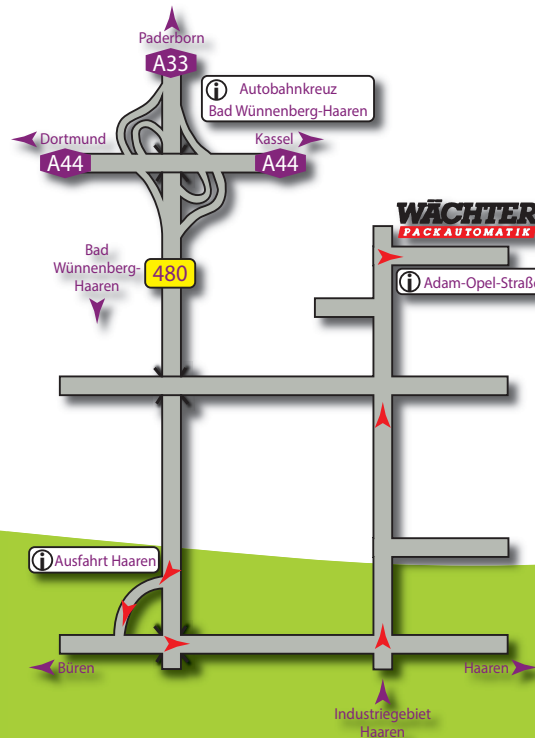 Paderborn
A33
Autobahnkreuz
Bad Wünnenberg-Haaren
Dortmund
Kassel
A44
A44
WÄCHTER
PACKAUTOMATIK
Bad
Wünnenberg-
Haaren
480
Adam-Opel-Straße
Ausfahrt Haaren
Büren
Haaren
Industriegebiet
Haaren